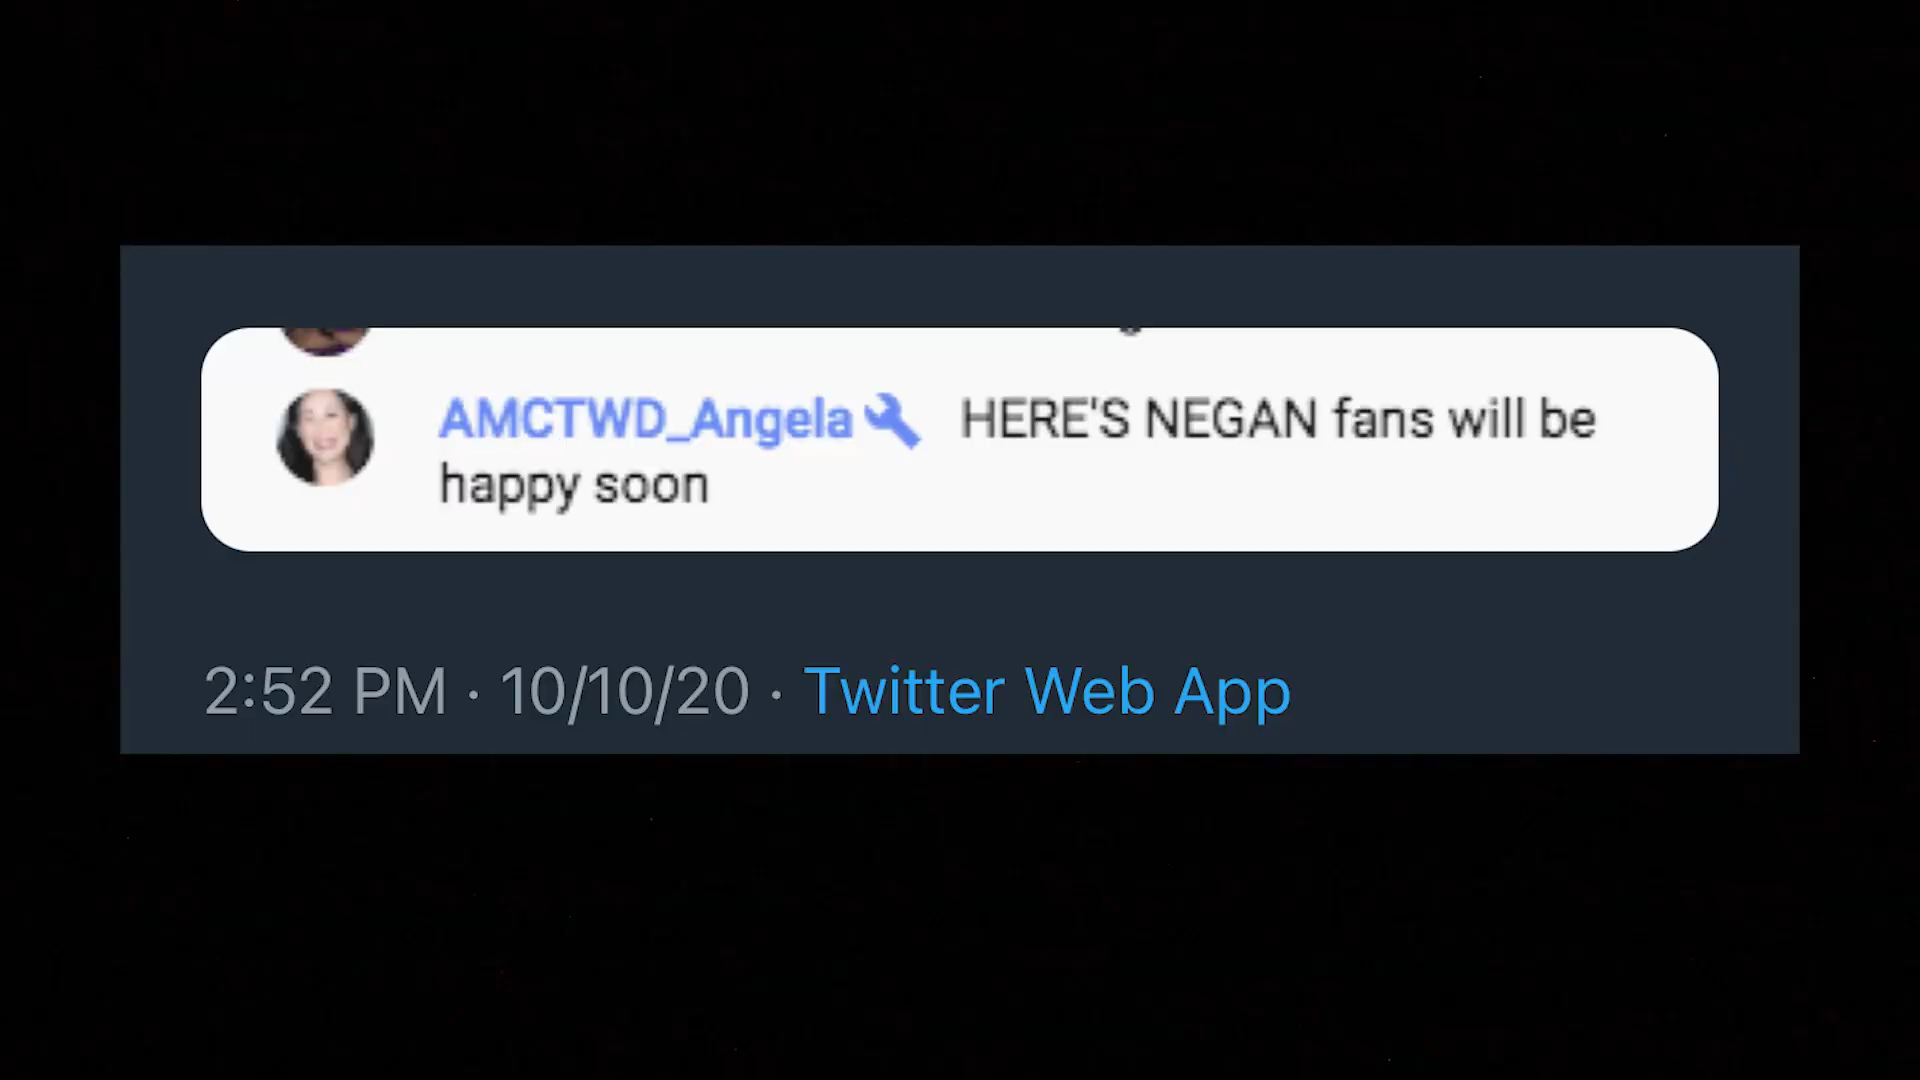 AMCTWD_Angela HERE'S NEGAN fans will be
happy soon
2:52 PM · 10/10/20 · Twitter Web App